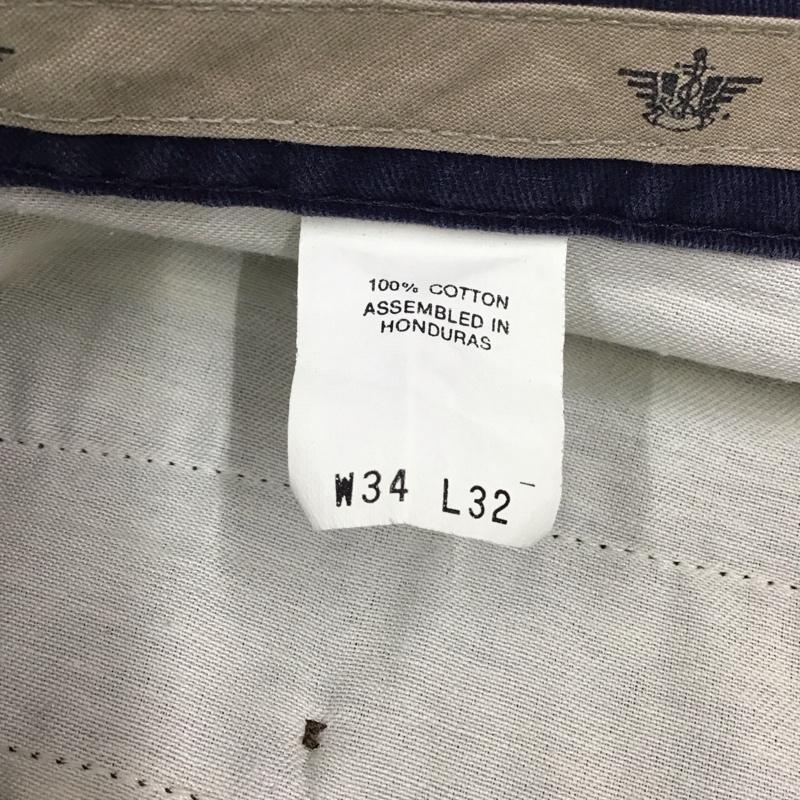 100% COTTON
ASSEMBLED IN
HONDURAS
W34 L32